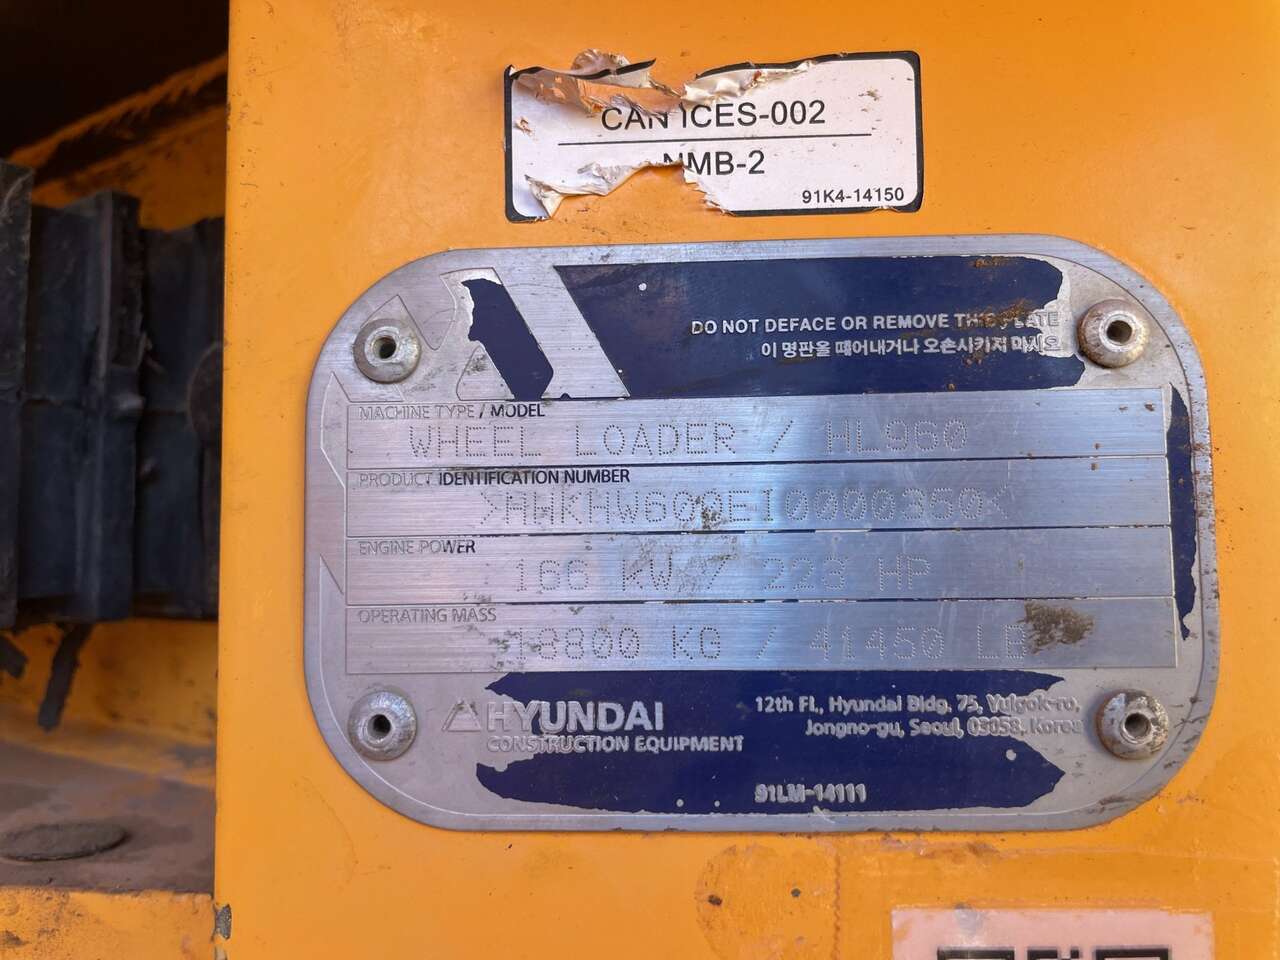 CAN ICES-002
NMB-2
91K4-14150
DO NOT DEFACE OR REMOVE THIS PLATE
이 명판을 떼어내거나 오손시키지 마시오
MACHINE TYPE / MODEL
WHEEL LOADER / HL960
PRODUCT IDENTIFICATION NUMBER
>HHKHW600EI0000350<
ENGINE POWER
166 KW / 223 HP
OPERATING MASS
18800 KG / 41450 LB
HYUNDAI
CONSTRUCTION EQUIPMENT
12th Fl., Hyundai Bldg. 75, Yulgok-ro,
Jongno-gu, Seoul, 03058, Korea
91LM-14111